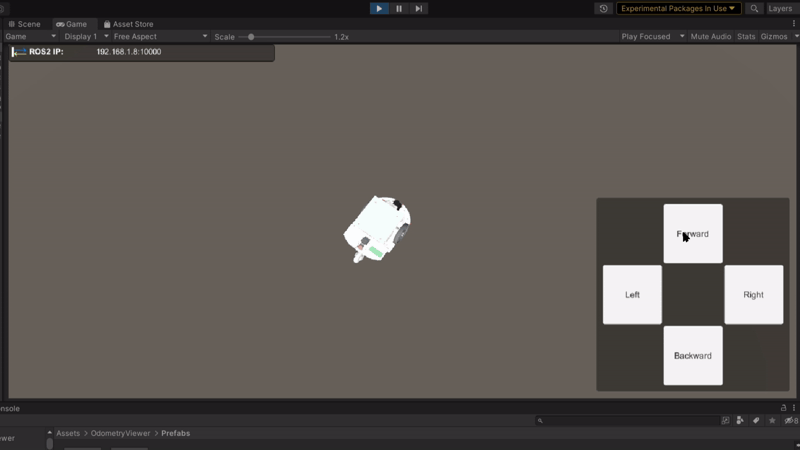 Experimental Packages In Use
Layers
Scene
Game
Asset Store
Game
Display 1
Free Aspect
Scale
1.2x
Play Focused
Mute Audio
Stats
Gizmos
ROS2 IP:
192.168.1.8:10000
Forward
Left
Right
Backward
onsole
8
Assets > OdometryViewer > Prefabs
ewer